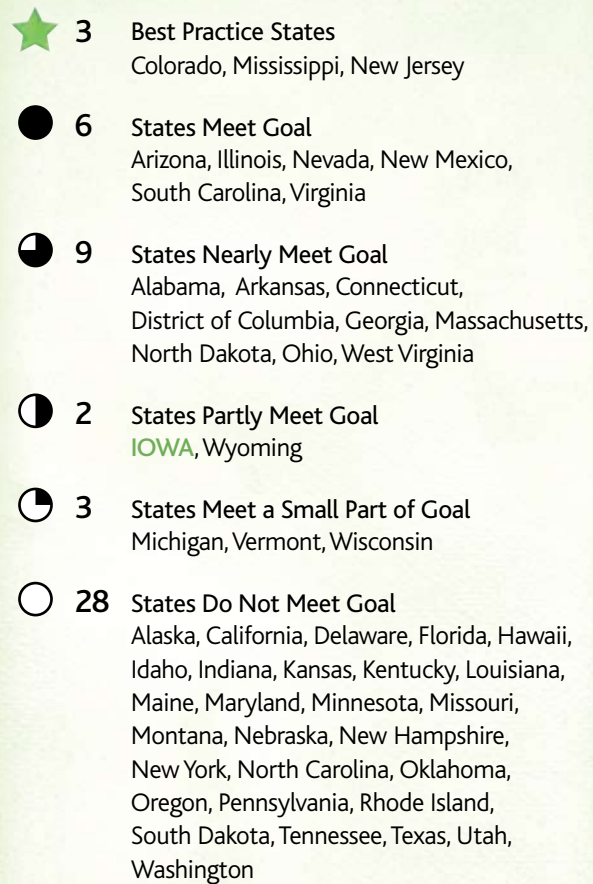 3 Best Practice States
Colorado, Mississippi, New Jersey
6 States Meet Goal
Arizona, Illinois, Nevada, New Mexico,
South Carolina, Virginia
9 States Nearly Meet Goal
Alabama, Arkansas, Connecticut,
District of Columbia, Georgia, Massachusetts,
North Dakota, Ohio, West Virginia
2 States Partly Meet Goal
IOWA, Wyoming
3 States Meet a Small Part of Goal
Michigan, Vermont, Wisconsin
28 States Do Not Meet Goal
Alaska, California, Delaware, Florida, Hawaii,
Idaho, Indiana, Kansas, Kentucky, Louisiana,
Maine, Maryland, Minnesota, Missouri,
Montana, Nebraska, New Hampshire,
New York, North Carolina, Oklahoma,
Oregon, Pennsylvania, Rhode Island,
South Dakota, Tennessee, Texas, Utah,
Washington